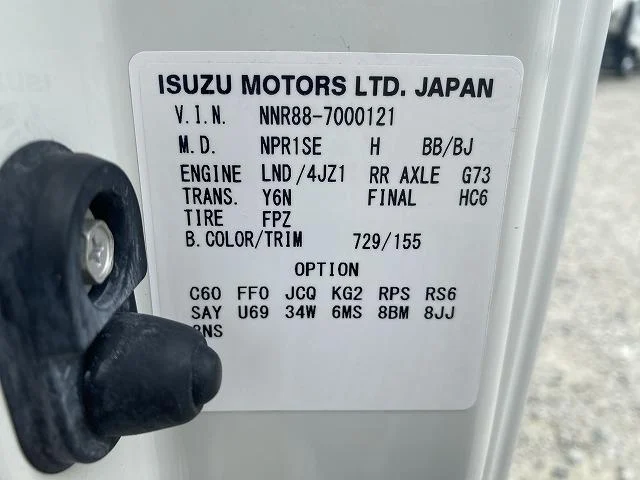 ISUZU MOTORS LTD. JAPAN
V.I.N. NNR88-7000121
M.D. NPR1SE H BB/BJ
ENGINE LND/4JZ1 RR AXLE G73
TRANS. Y6N FINAL HC6
TIRE FPZ
B.COLOR/TRIM 729/155
OPTION
C60 FF0 JCQ KG2 RPS RS6
SAY U69 34W 6MS 8BM 8JJ